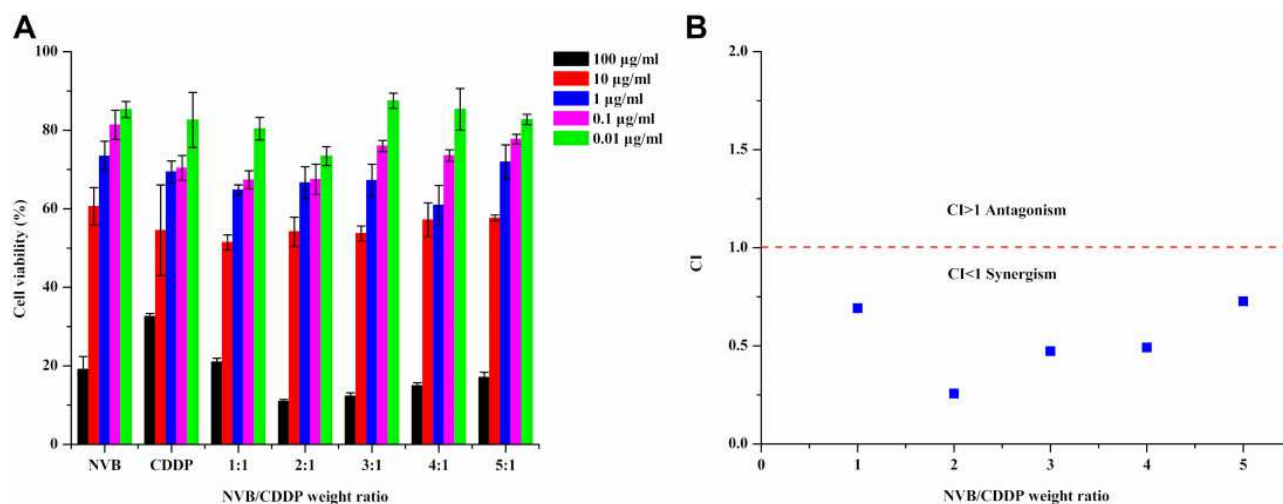 A
100
80
60
40
20
0
Cell viability (%)
NVB CDDP 1:1 2:1 3:1 4:1 5:1
NVB/CDDP weight ratio
100 µg/ml
10 µg/ml
1 µg/ml
0.1 µg/ml
0.01 µg/ml
B
2.0
1.5
1.0
0.5
0.0
CI
CI>1 Antagonism
CI<1 Synergism
0 1 2 3 4 5
NVB/CDDP weight ratio